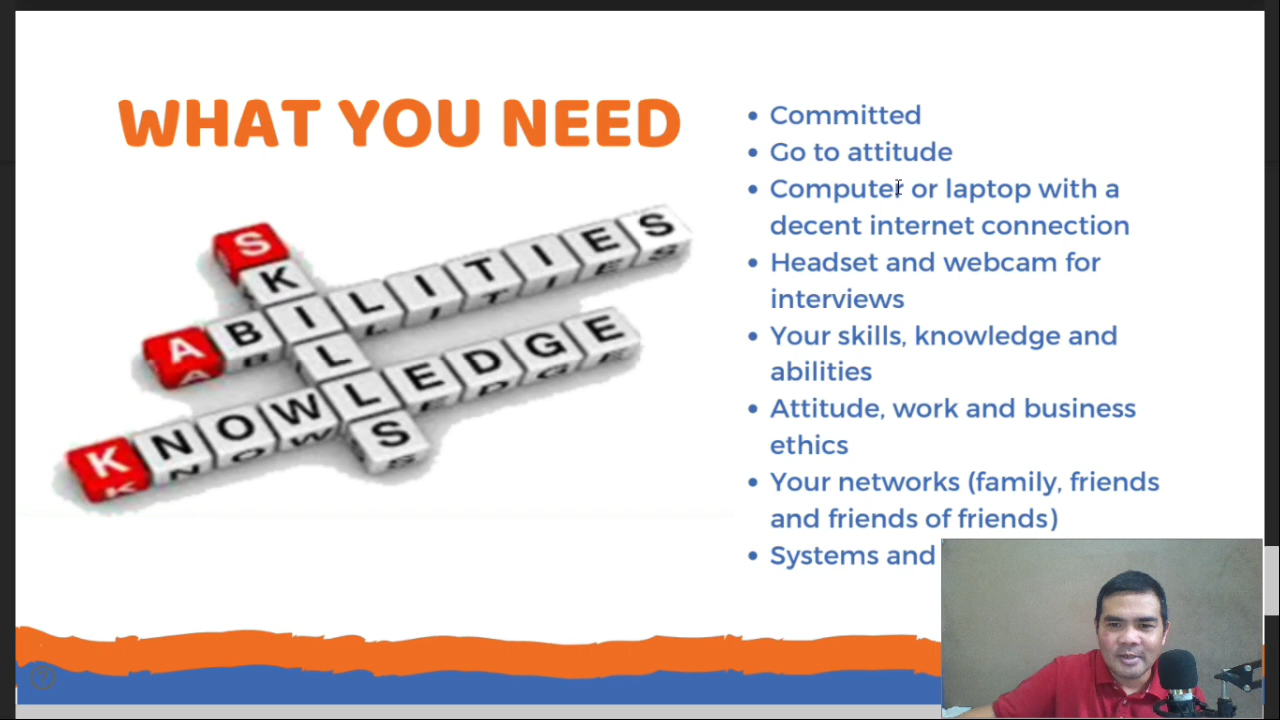 WHAT YOU NEED
• Committed
• Go to attitude
• Computer or laptop with a
decent internet connection
• Headset and webcam for
interviews
• Your skills, knowledge and
abilities
• Attitude, work and business
ethics
• Your networks (family, friends
and friends of friends)
• Systems and
SKILLS
ABILITIES
KNOWLEDGE